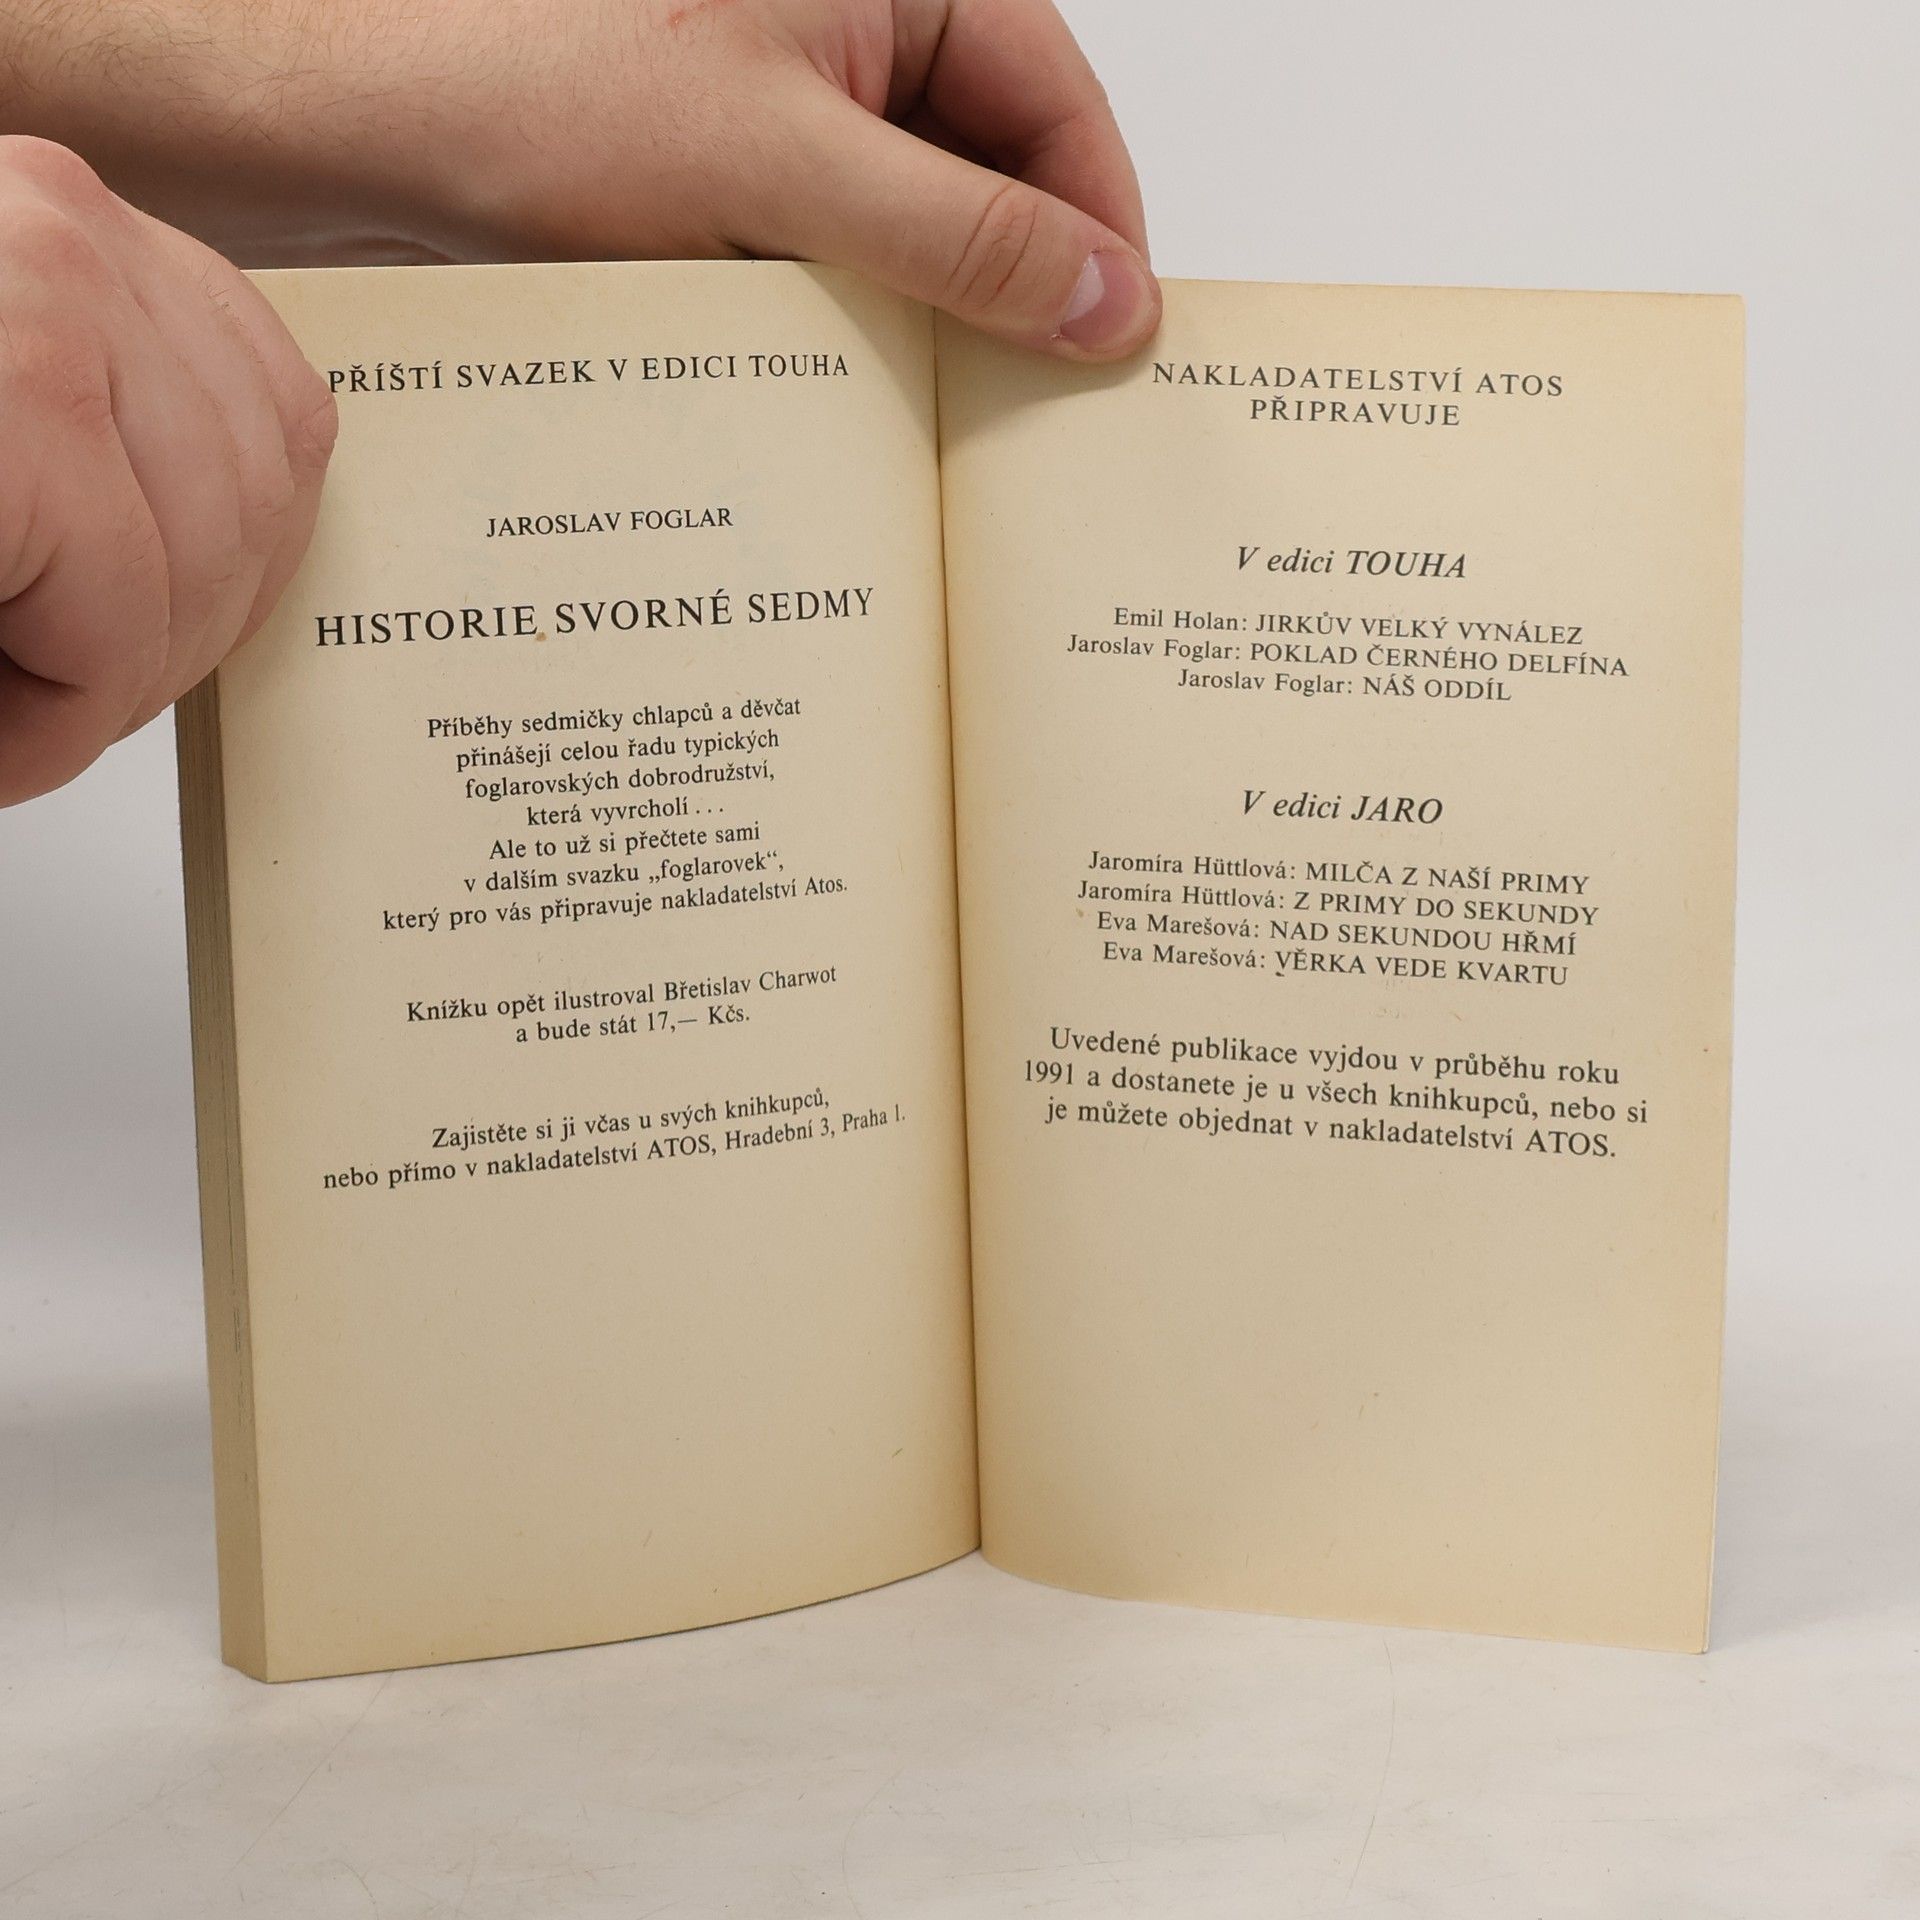 PŘÍŠTÍ SVAZEK V EDICI TOUHA
JAROSLAV FOGLAR
HISTORIE SVORNÉ SEDMY
Příběhy sedmičky chlapců a děvčat
přinášejí celou řadu typických
foglarovských dobrodružství,
která vyvrcholí . . .
Ale to už si přečtete sami
v dalším svazku „foglarovek“,
který pro vás připravuje nakladatelství Atos.
Knížku opět ilustroval Břetislav Charwot
a bude stát 17,— Kčs.
Zajistěte si ji včas u svých knihkupců,
nebo přímo v nakladatelství ATOS, Hradební 3, Praha 1.
NAKLADATELSTVÍ ATOS
PŘIPRAVUJE
V edici TOUHA
Emil Holan: JIRKŮV VELKÝ VYNÁLEZ
Jaroslav Foglar: POKLAD ČERNÉHO DELFÍNA
Jaroslav Foglar: NÁŠ ODDÍL
V edici JARO
Jaromíra Hüttlová: MILČA Z NAŠÍ PRIMY
Jaromíra Hüttlová: Z PRIMY DO SEKUNDY
Eva Marešová: NAD SEKUNDOU HŘMÍ
Eva Marešová: VĚRKA VEDE KVARTU
Uvedené publikace vyjdou v průběhu roku
1991 a dostanete je u všech knihkupců, nebo si
je můžete objednat v nakladatelství ATOS.